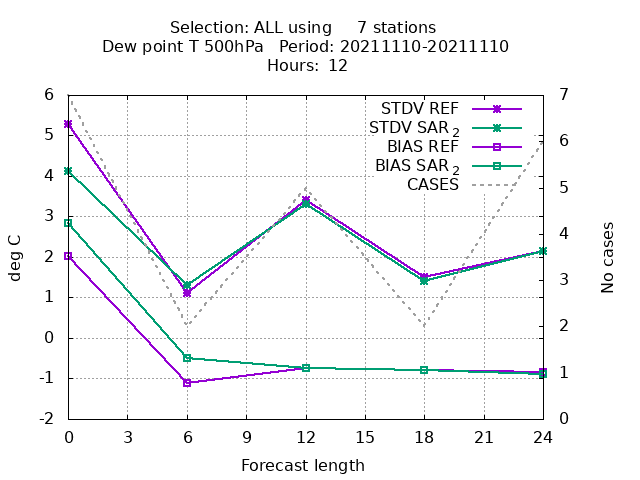 Selection: ALL using     7 stations
Dew point T 500hPa   Period: 20211110-20211110
Hours: 12
STDV REF
STDV SAR 2
BIAS REF
BIAS SAR 2
CASES
6
5
4
3
2
1
0
-1
-2
deg C
7
6
5
4
3
2
1
0
No cases
0 3 6 9 12 15 18 21 24
Forecast length